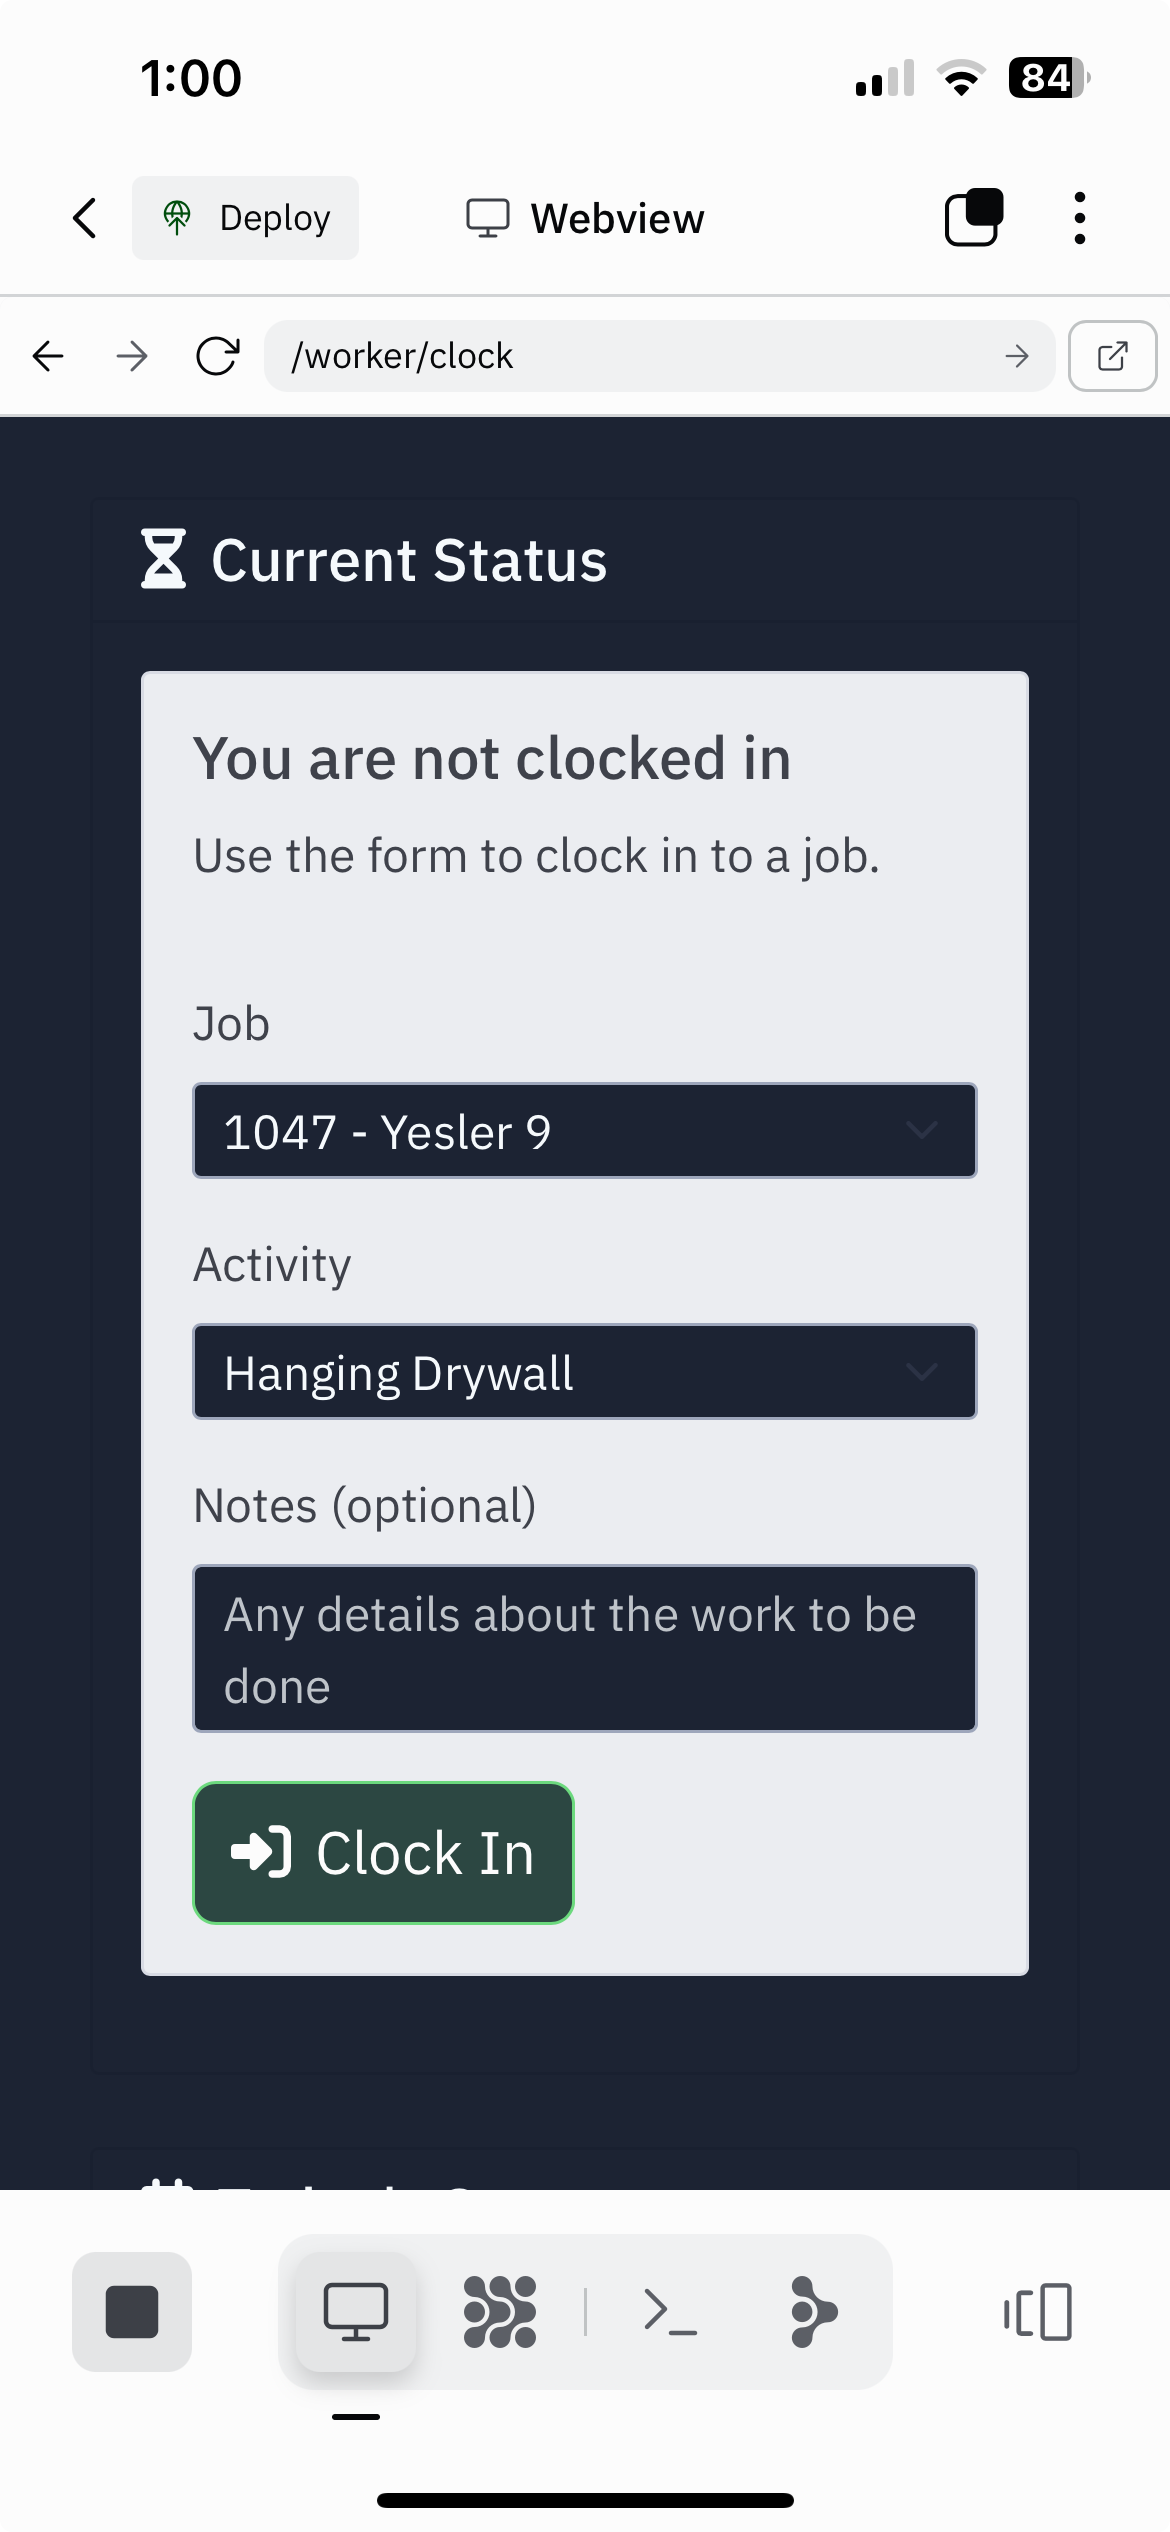 1:00
84
Deploy
Webview
/worker/clock
Current Status
You are not clocked in
Use the form to clock in to a job.
Job
1047 - Yesler 9
Activity
Hanging Drywall
Notes (optional)
Any details about the work to be
done
Clock In